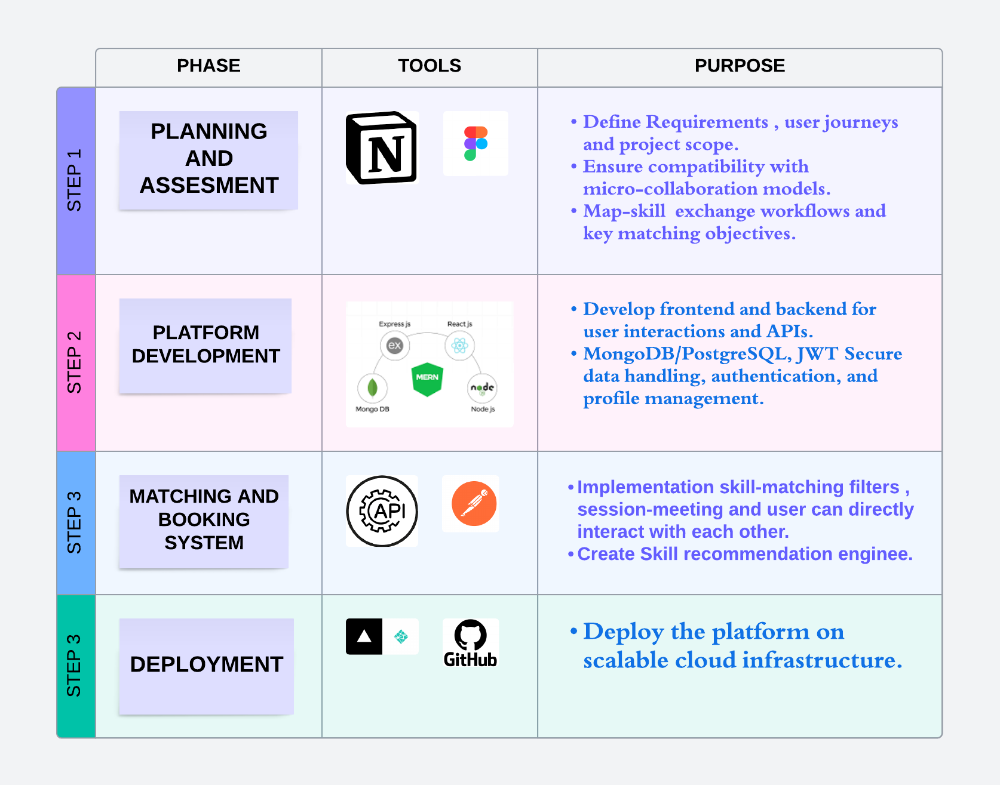 PHASE
TOOLS
PURPOSE
STEP 1
PLANNING
AND
ASSESMENT
N
• Define Requirements , user journeys
and project scope.
• Ensure compatibility with
micro-collaboration models.
• Map-skill  exchange workflows and
key matching objectives.
STEP 2
PLATFORM
DEVELOPMENT
Express js
React js
ex
MERN
node
JS
Mongo DB
Node js
• Develop frontend and backend for
user interactions and APIs.
• MongoDB/PostgreSQL, JWT Secure
data handling, authentication, and
profile management.
STEP 3
MATCHING AND
BOOKING
SYSTEM
API
• Implementation skill-matching filters ,
session-meeting and user can directly
interact with each other.
• Create Skill recommendation enginee.
STEP 3
DEPLOYMENT
GitHub
• Deploy the platform on
scalable cloud infrastructure.